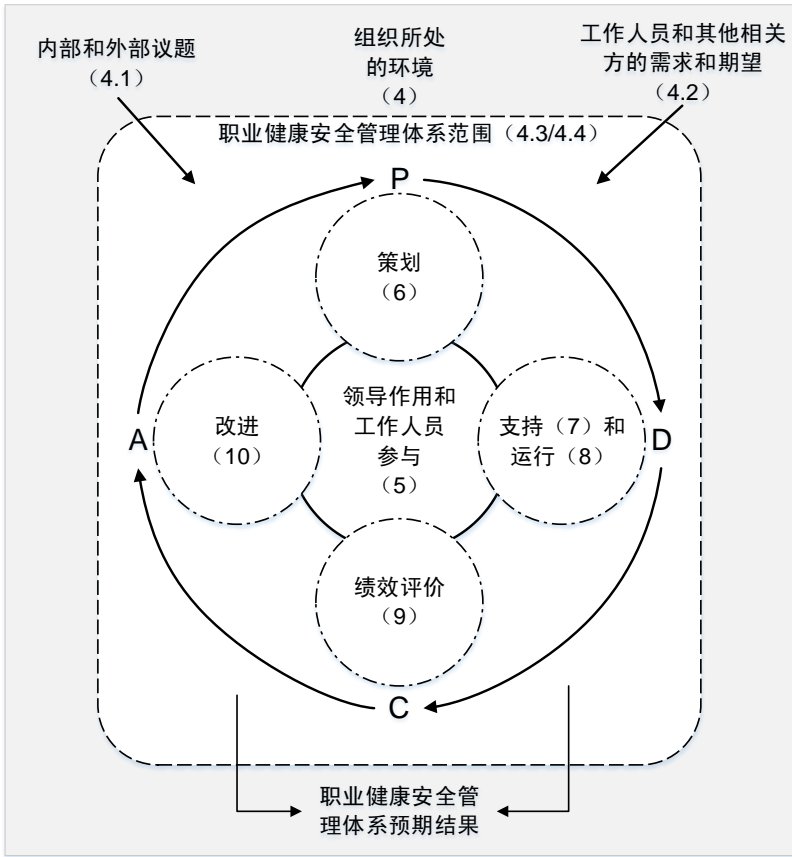 内部和外部议题
（4.1）
组织所处
的环境
（4）
工作人员和其他相关
方的需求和期望
（4.2）
职业健康安全管理体系范围（4.3/4.4）
P
策划
（6）
A
改进
（10）
领导作用和
工作人员
参与
（5）
支持（7）和
运行（8）
D
绩效评价
（9）
C
职业健康安全管
理体系预期结果